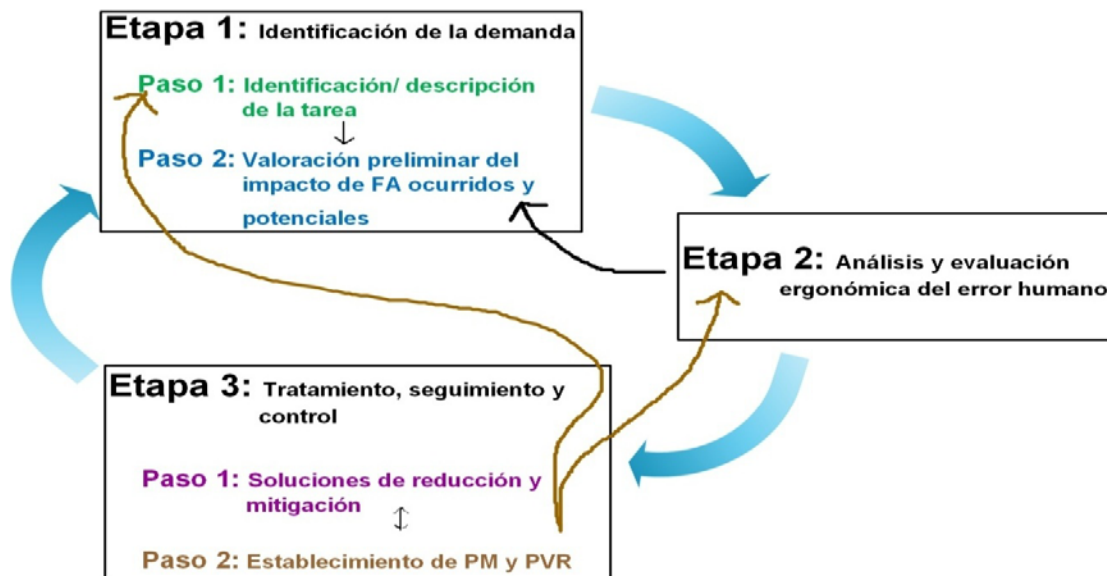 Etapa 1: Identificación de la demanda
Paso 1: Identificación/ descripción
de la tarea
Paso 2: Valoración preliminar del
impacto de FA ocurridos y
potenciales
Etapa 2: Análisis y evaluación
ergonómica del error humano
Etapa 3: Tratamiento, seguimiento y
control
Paso 1: Soluciones de reducción y
mitigación
Paso 2: Establecimiento de PM y PVR